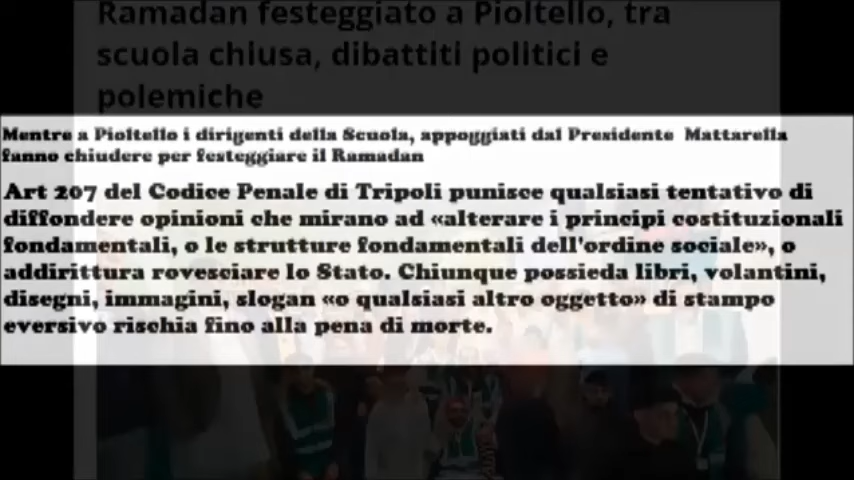 Ramadan festeggiato a Pioltello, tra
scuola chiusa, dibattiti politici e
polemiche
Mentre a Pioltello i dirigenti della Scuola, appoggiati dal Presidente Mattarella
fanno chiudere per festeggiare il Ramadan
Art 207 del Codice Penale di Tripoli punisce qualsiasi tentativo di
diffondere opinioni che mirano ad «alterare i principi costituzionali
fondamentali, o le strutture fondamentali dell'ordine sociale», o
addirittura rovesciare lo Stato. Chiunque possieda libri, volantini,
disegni, immagini, slogan «o qualsiasi altro oggetto» di stampo
eversivo rischia fino alla pena di morte.